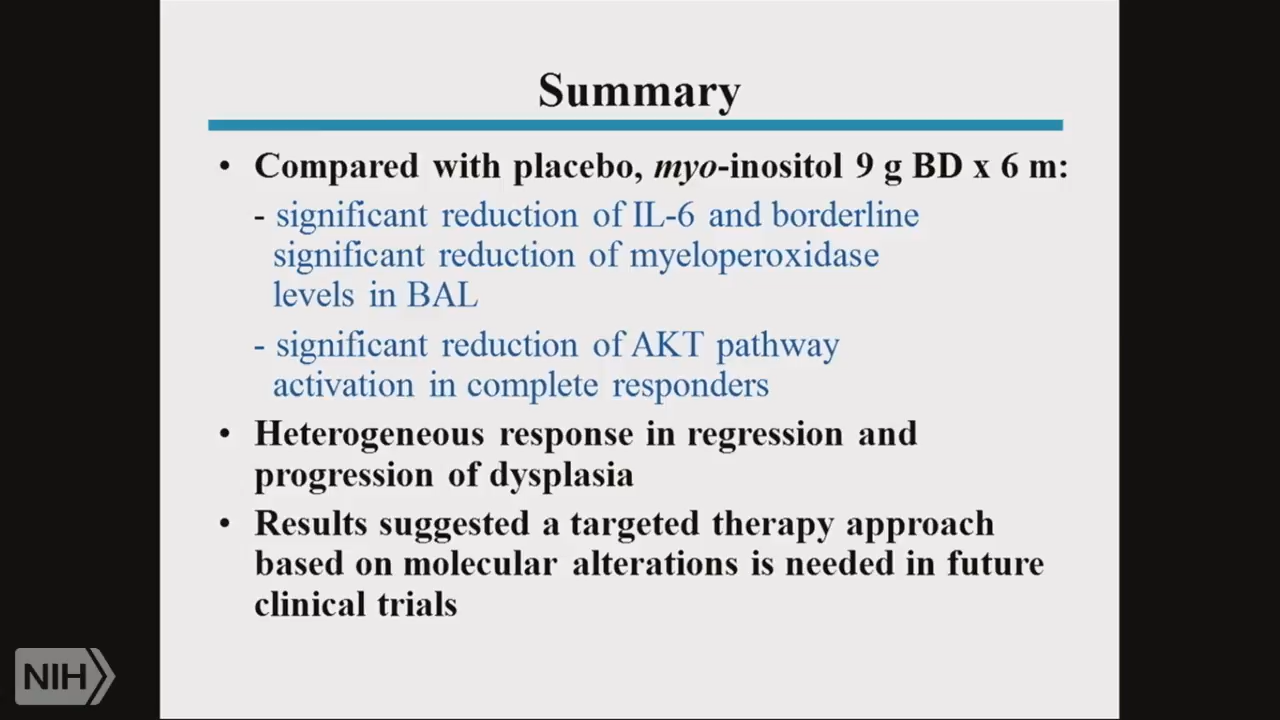 Summary
• Compared with placebo, myo-inositol 9 g BD x 6 m:
- significant reduction of IL-6 and borderline
significant reduction of myeloperoxidase
levels in BAL
- significant reduction of AKT pathway
activation in complete responders
• Heterogeneous response in regression and
progression of dysplasia
• Results suggested a targeted therapy approach
based on molecular alterations is needed in future
clinical trials
NIH